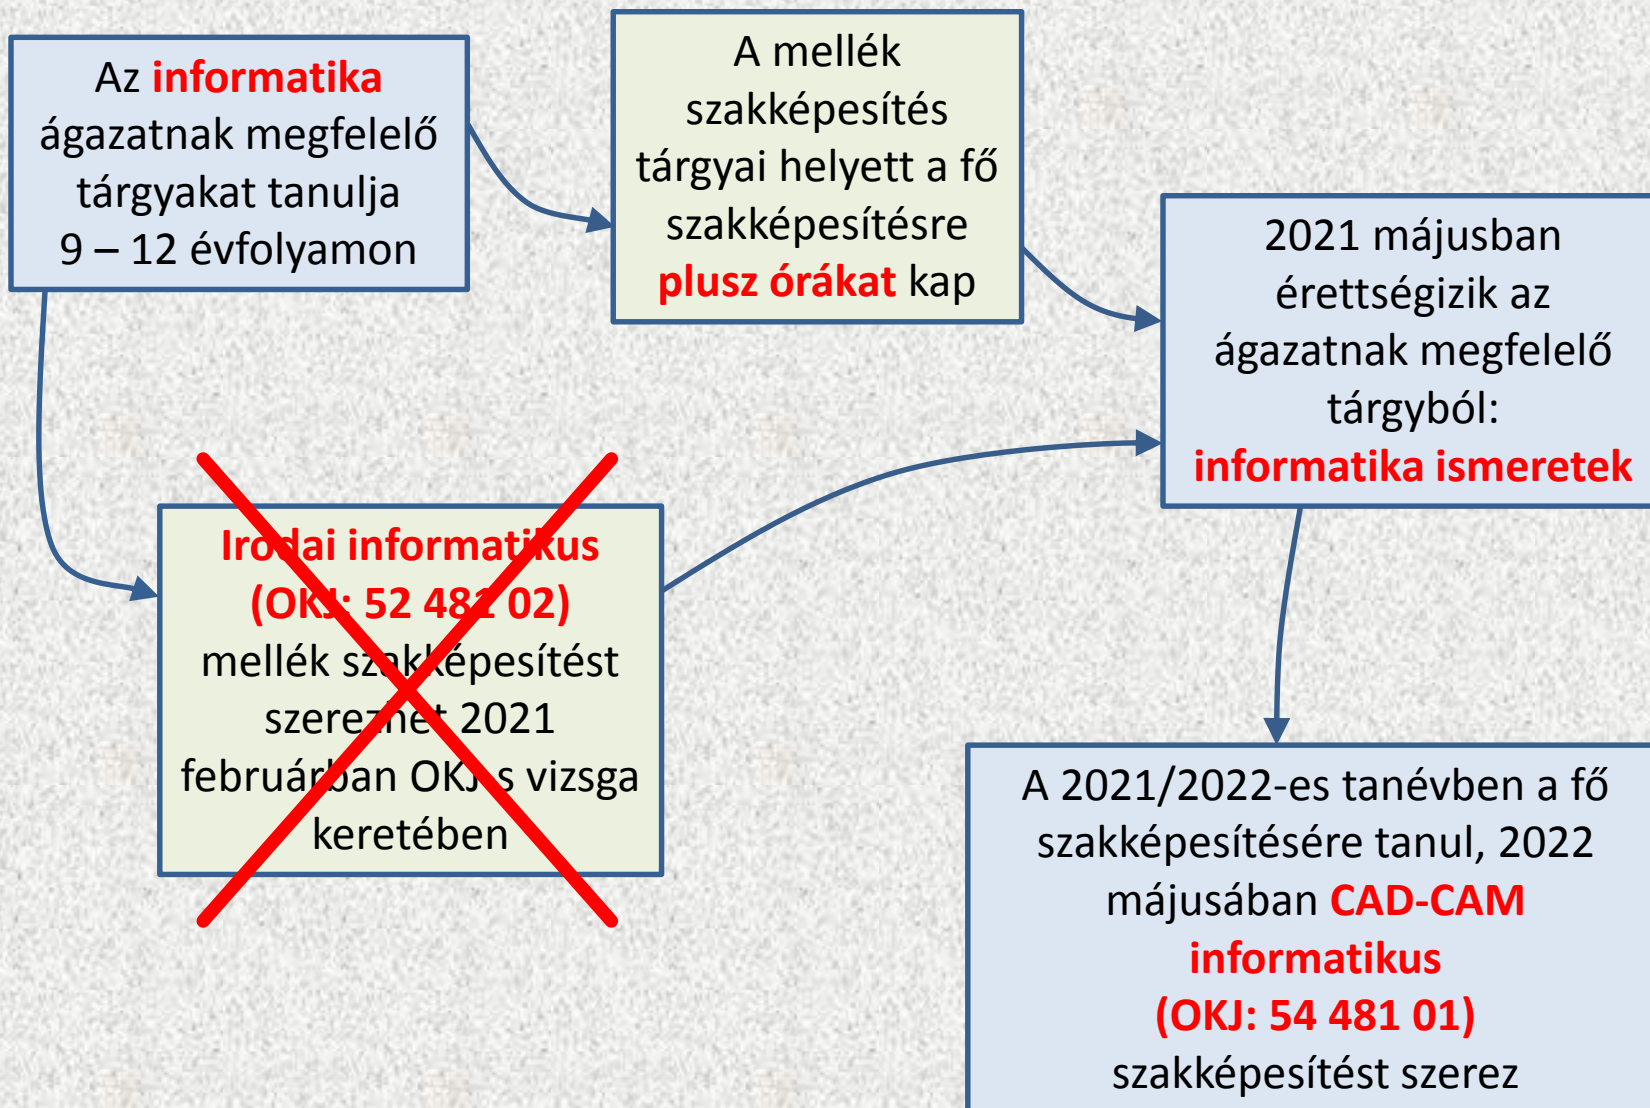 Az informatika
ágazatnak megfelelő
tárgyakat tanulja
9 – 12 évfolyamon
A mellék
szakképesítés
tárgyai helyett a fő
szakképesítésre
plusz órákat kap
2021 májusban
érettségizik az
ágazatnak megfelelő
tárgyból:
informatika ismeretek
Irodai informatikus
(OKJ: 52 481 02)
mellék szakképesítést
szerezhet 2021
februárban OKJ-s vizsga
keretében
A 2021/2022-es tanévben a fő
szakképesítésére tanul, 2022
májusában CAD-CAM
informatikus
(OKJ: 54 481 01)
szakképesítést szerez